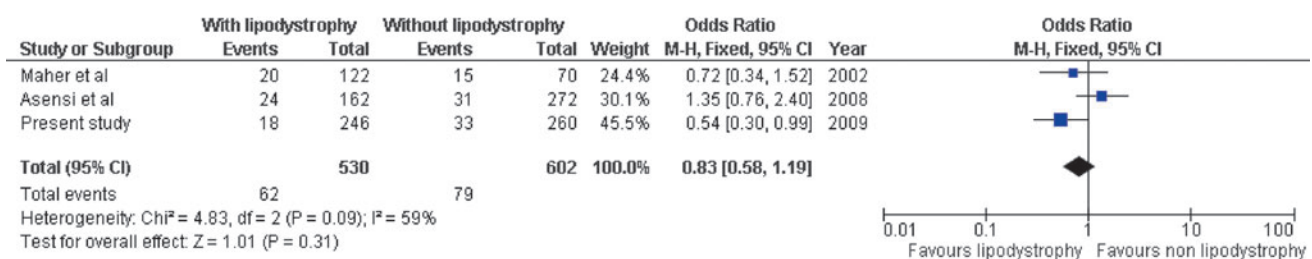 With lipodystrophy Without lipodystrophy Odds Ratio Odds Ratio
Study or Subgroup Events Total Events Total Weight M-H, Fixed, 95% CI Year M-H, Fixed, 95% CI
Maher et al 20 122 15 70 24.4% 0.72 [0.34, 1.52] 2002
Asensi et al 24 162 31 272 30.1% 1.35 [0.76, 2.40] 2008
Present study 18 246 33 260 45.5% 0.54 [0.30, 0.99] 2009
Total (95% CI) 530 602 100.0% 0.83 [0.58, 1.19]
Total events 62 79
Heterogeneity: Chi² = 4.83, df = 2 (P = 0.09); I² = 59%
Test for overall effect: Z = 1.01 (P = 0.31)
0.01 0.1 1 10 100
Favours lipodystrophy Favours non lipodystrophy